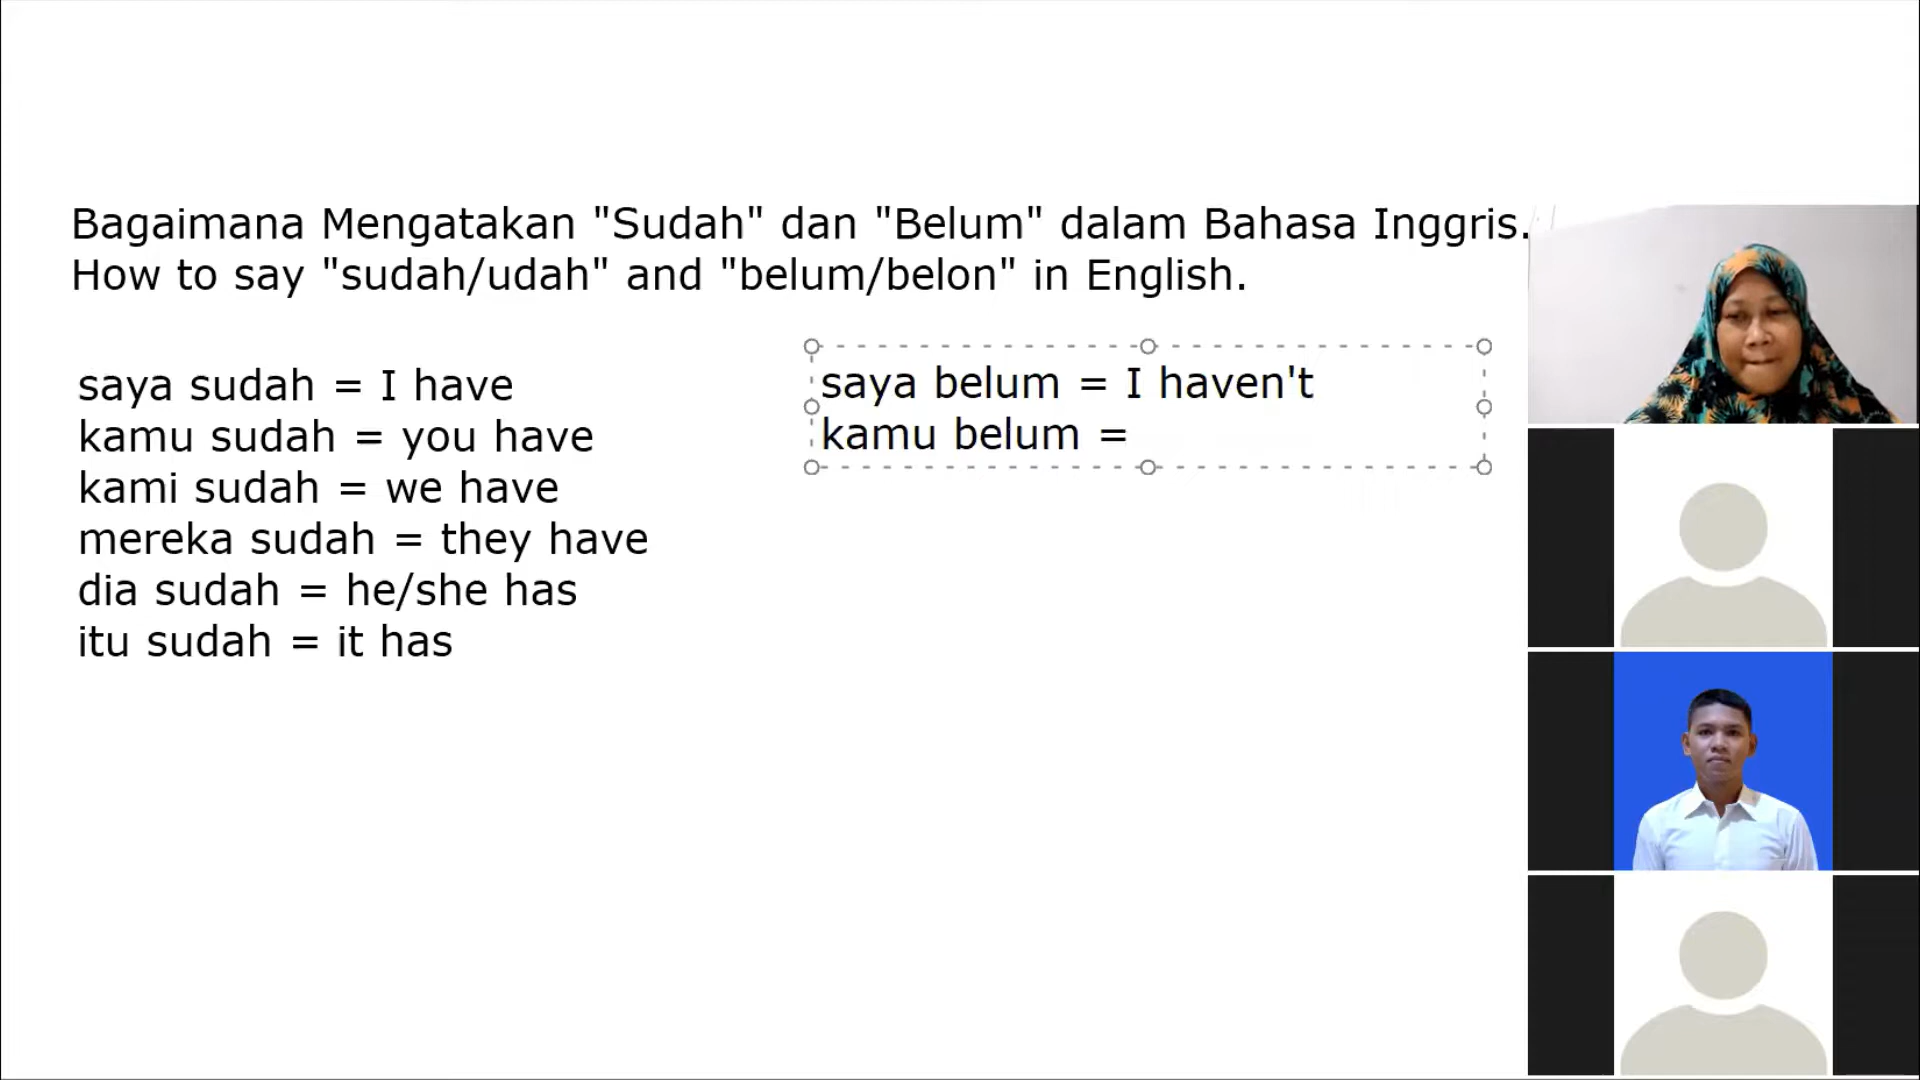 Bagaimana Mengatakan "Sudah" dan "Belum" dalam Bahasa Inggris.
How to say "sudah/udah" and "belum/belon" in English.
saya sudah = I have
kamu sudah = you have
kami sudah = we have
mereka sudah = they have
dia sudah = he/she has
itu sudah = it has
saya belum = I haven't
kamu belum =